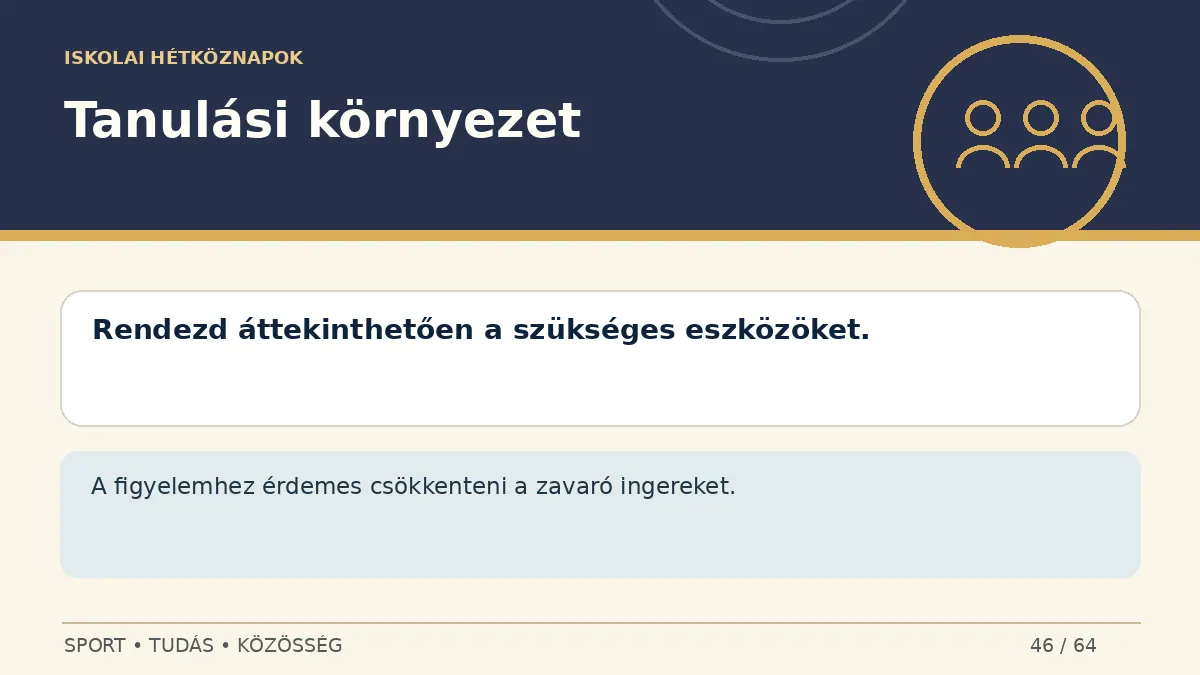 ISKOLAI HÉTKÖZNAPOK
Tanulási környezet
Rendezd áttekinthetően a szükséges eszközöket.
A figyelemhez érdemes csökkenteni a zavaró ingereket.
SPORT • TUDÁS • KÖZÖSSÉG
46 / 64